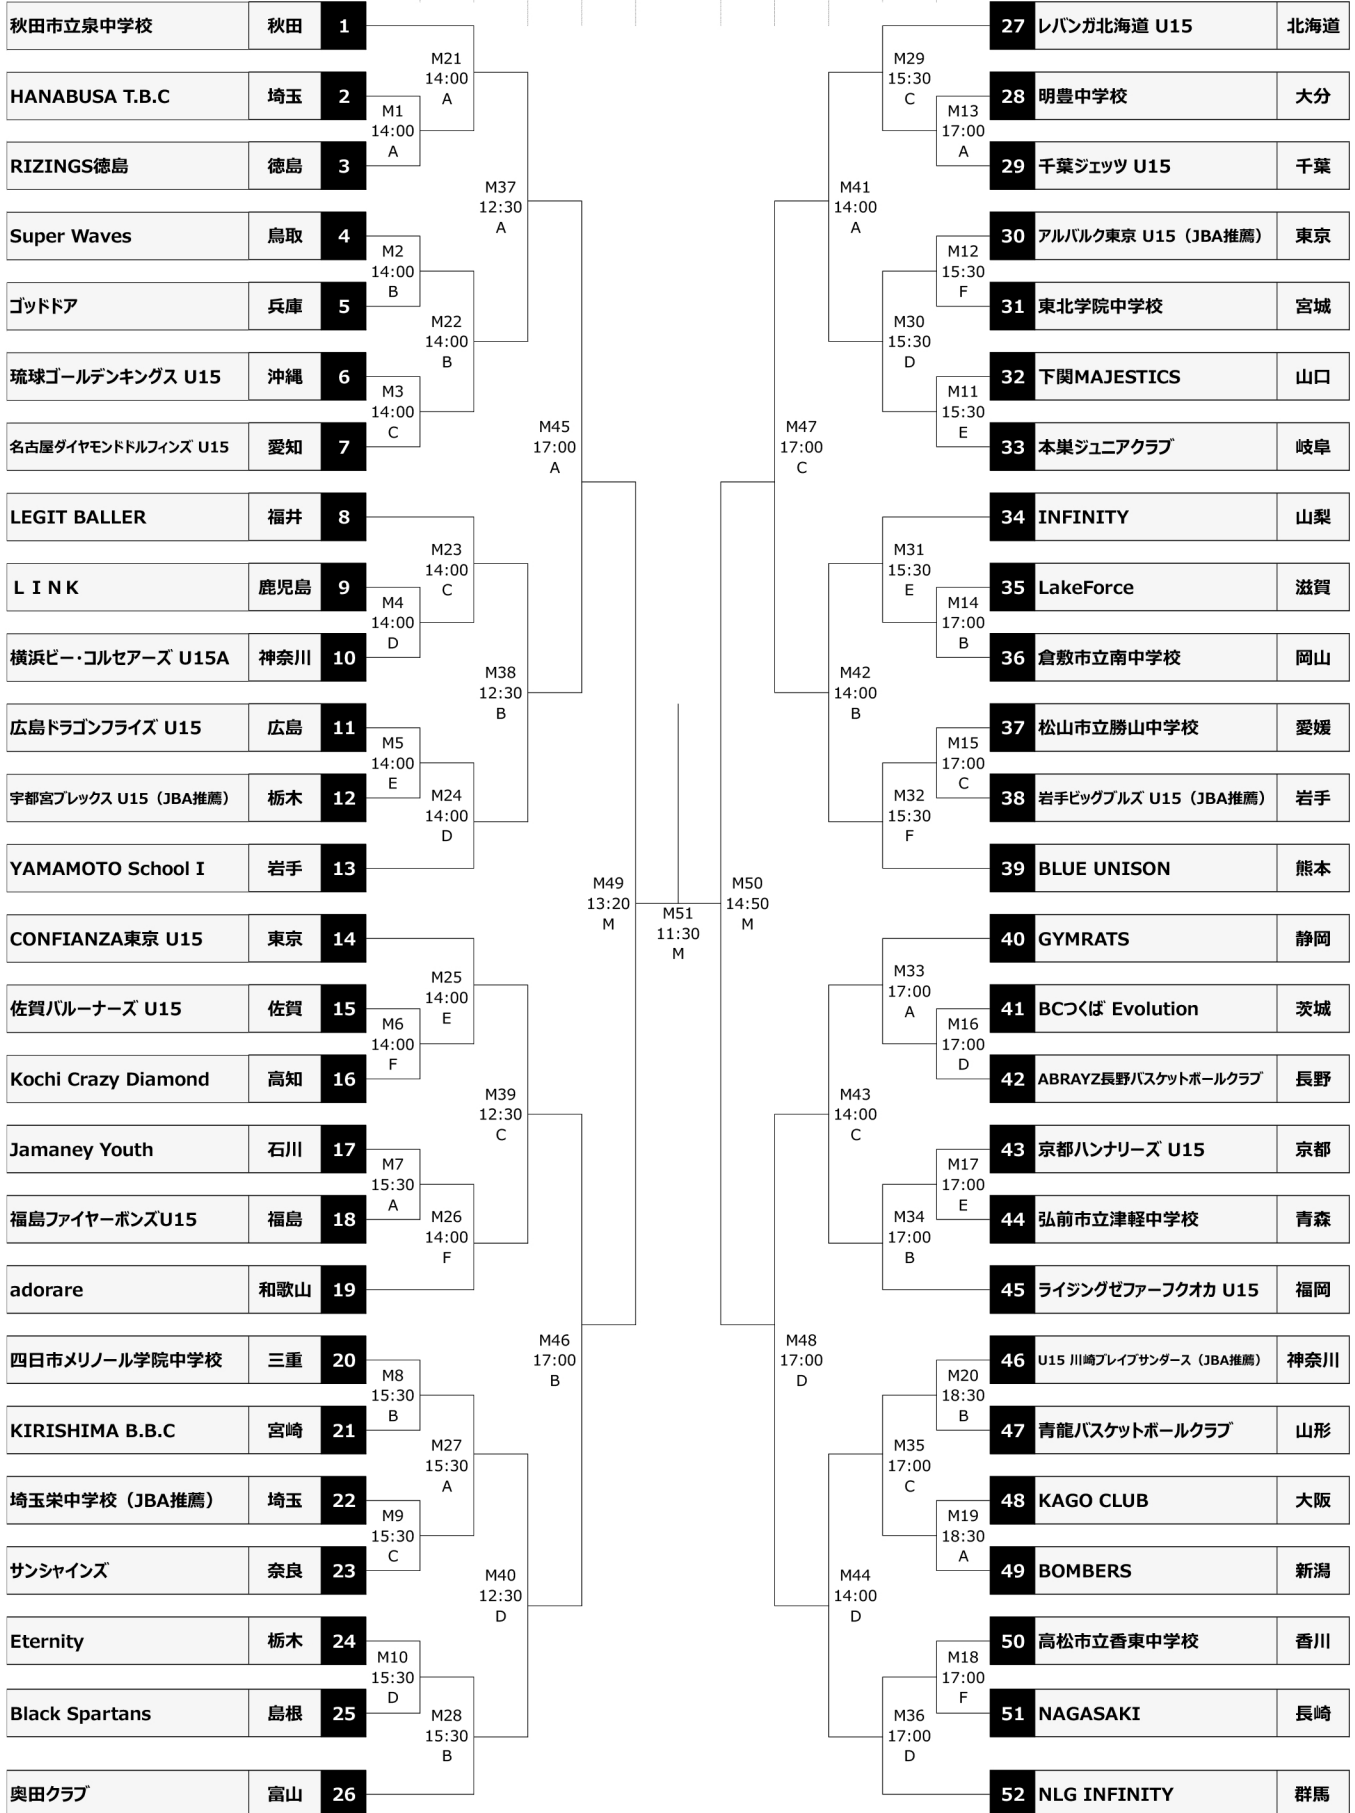 秋田市立泉中学校 秋田 1
HANABUSA T.B.C 埼玉 2
RIZINGS徳島 徳島 3
Super Waves 鳥取 4
ゴッドドア 兵庫 5
琉球ゴールデンキングス U15 沖縄 6
名古屋ダイヤモンドドルフィンズ U15 愛知 7
LEGIT BALLER 福井 8
ＬＩＮＫ 鹿児島 9
横浜ビー・コルセアーズ U15A 神奈川 10
広島ドラゴンフライズ U15 広島 11
宇都宮ブレックス U15（JBA推薦） 栃木 12
YAMAMOTO School I 岩手 13
CONFIANZA東京 U15 東京 14
佐賀バルーナーズ U15 佐賀 15
Kochi Crazy Diamond 高知 16
Jamaney Youth 石川 17
福島ファイヤーボンズU15 福島 18
adorare 和歌山 19
四日市メリノール学院中学校 三重 20
KIRISHIMA B.B.C 宮崎 21
埼玉栄中学校（JBA推薦） 埼玉 22
サンシャインズ 奈良 23
Eternity 栃木 24
Black Spartans 島根 25
奥田クラブ 富山 26
M1
14:00
A
M2
14:00
B
M3
14:00
C
M4
14:00
D
M5
14:00
E
M6
14:00
F
M7
15:30
A
M8
15:30
B
M9
15:30
C
M10
15:30
D
M21
14:00
A
M22
14:00
B
M23
14:00
C
M24
14:00
D
M25
14:00
E
M26
14:00
F
M27
15:30
A
M28
15:30
B
M37
12:30
A
M38
12:30
B
M39
12:30
C
M40
12:30
D
M45
17:00
A
M46
17:00
B
M49
13:20
M
M51
11:30
M
M50
14:50
M
M47
17:00
C
M48
17:00
D
M41
14:00
A
M42
14:00
B
M43
14:00
C
M44
14:00
D
M29
15:30
C
M30
15:30
D
M31
15:30
E
M32
15:30
F
M33
17:00
A
M34
17:00
B
M35
17:00
C
M36
17:00
D
M13
17:00
A
M12
15:30
F
M11
15:30
E
M14
17:00
B
M15
17:00
C
M16
17:00
D
M17
17:00
E
M20
18:30
B
M19
18:30
A
M18
17:00
F
27 レバンガ北海道 U15 北海道
28 明豊中学校 大分
29 千葉ジェッツ U15 千葉
30 アルバルク東京 U15（JBA推薦） 東京
31 東北学院中学校 宮城
32 下関MAJESTICS 山口
33 本巣ジュニアクラブ 岐阜
34 INFINITY 山梨
35 LakeForce 滋賀
36 倉敷市立南中学校 岡山
37 松山市立勝山中学校 愛媛
38 岩手ビッグブルズ U15（JBA推薦） 岩手
39 BLUE UNISON 熊本
40 GYMRATS 静岡
41 BCつくば Evolution 茨城
42 ABRAYZ長野バスケットボールクラブ 長野
43 京都ハンナリーズ U15 京都
44 弘前市立津軽中学校 青森
45 ライジングゼファーフクオカ U15 福岡
46 U15 川崎ブレイブサンダース（JBA推薦） 神奈川
47 青龍バスケットボールクラブ 山形
48 KAGO CLUB 大阪
49 BOMBERS 新潟
50 高松市立香東中学校 香川
51 NAGASAKI 長崎
52 NLG INFINITY 群馬